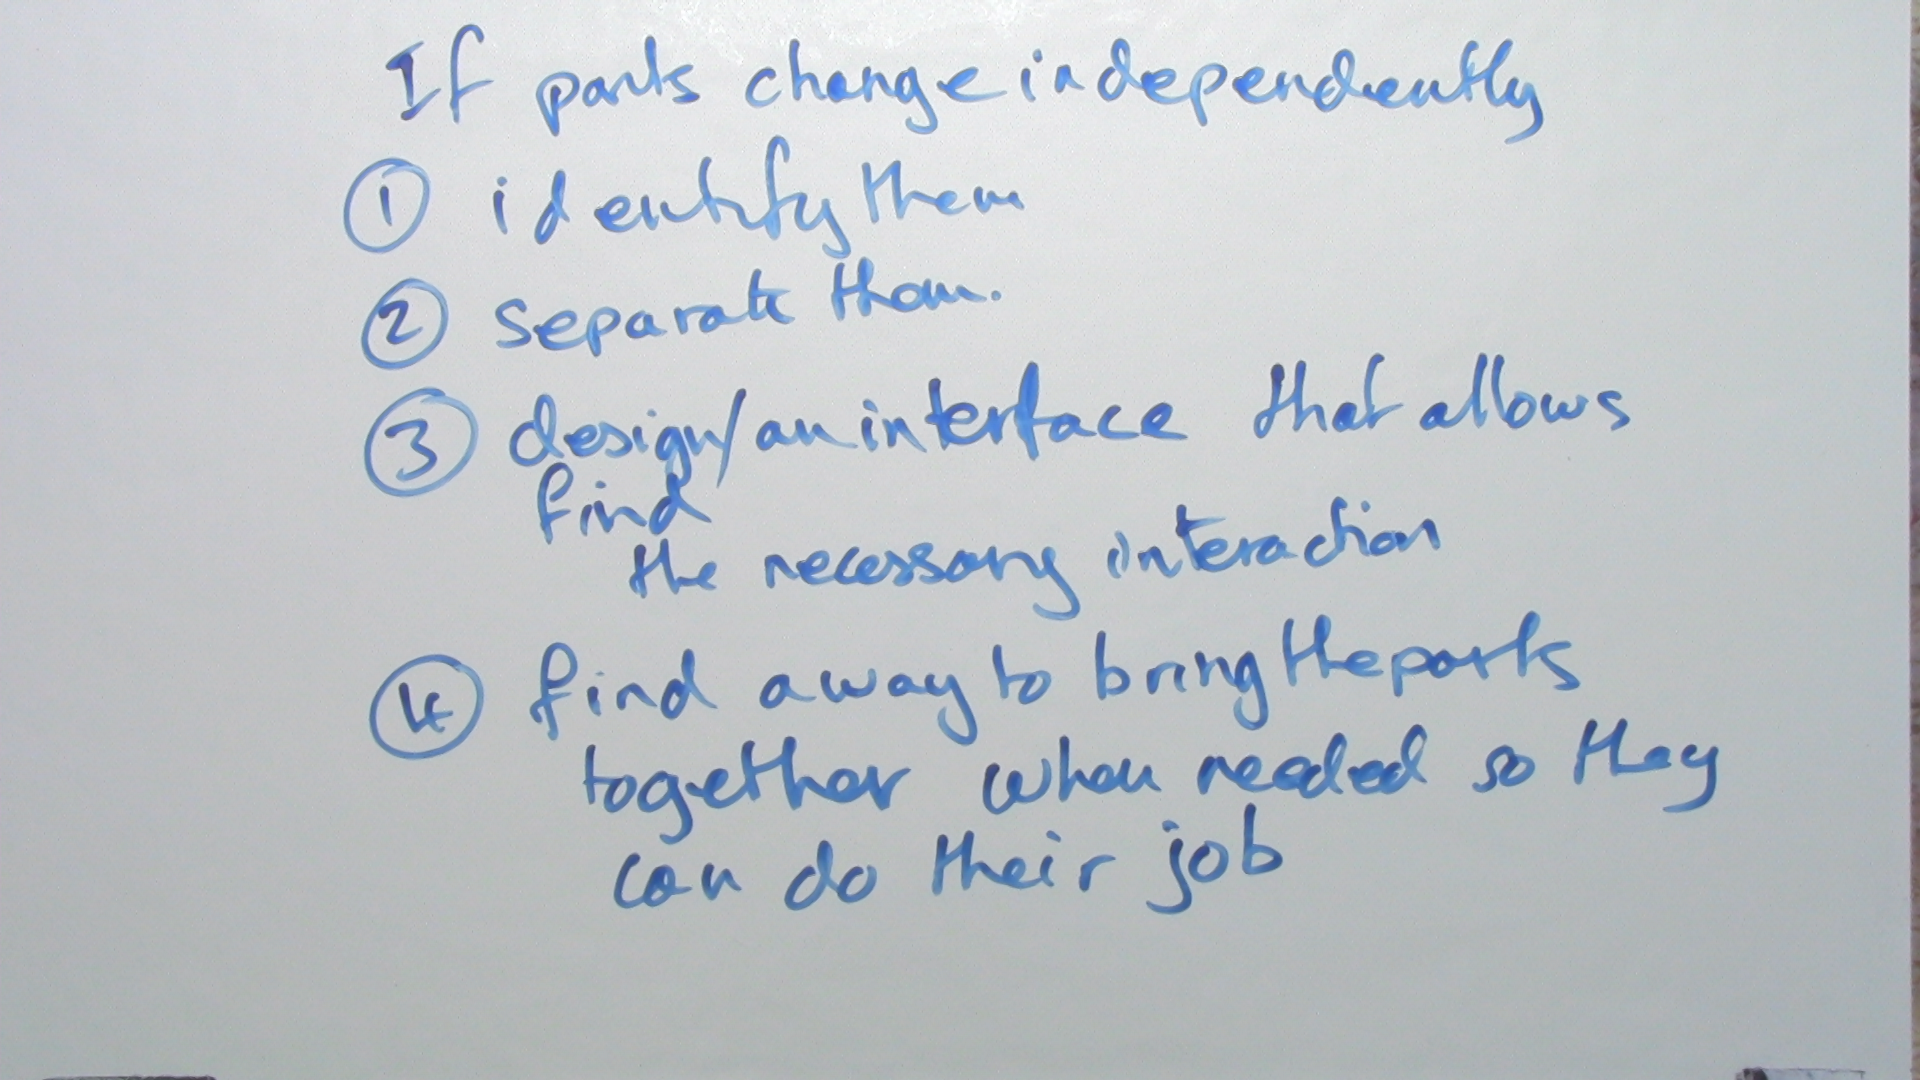 If parts change independently
① identify them
② separate them.
③ design/an interface that allows
find
the necessary interaction
④ find a way to bring the parts
together when needed so they
can do their job